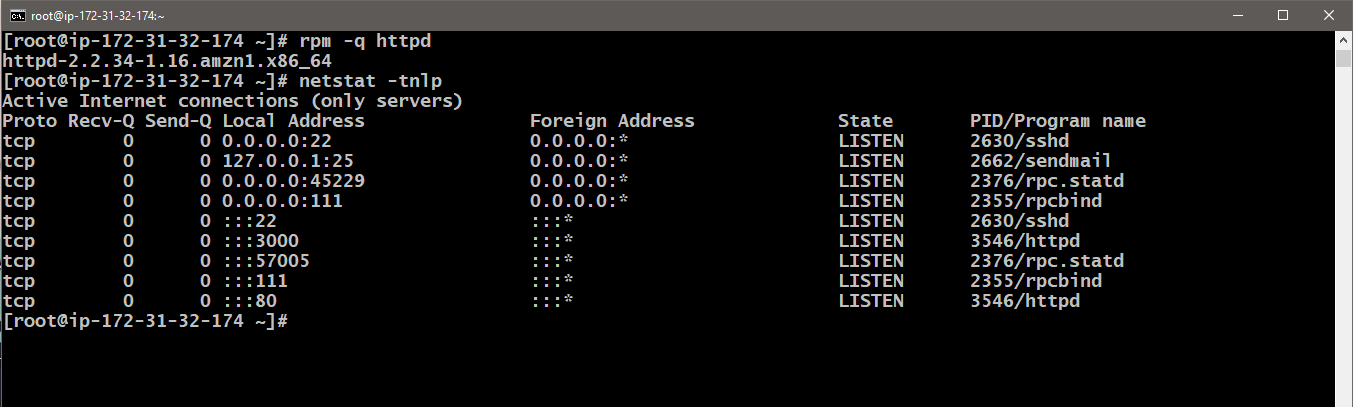 root@ip-172-31-32-174:~
[root@ip-172-31-32-174 ~]# rpm -q httpd
httpd-2.2.34-1.16.amzn1.x86_64
[root@ip-172-31-32-174 ~]# netstat -tnlp
Active Internet connections (only servers)
Proto Recv-Q Send-Q Local Address               Foreign Address             State       PID/Program name
tcp        0      0 0.0.0.0:22                  0.0.0.0:*                   LISTEN      2630/sshd
tcp        0      0 127.0.0.1:25                0.0.0.0:*                   LISTEN      2662/sendmail
tcp        0      0 0.0.0.0:45229               0.0.0.0:*                   LISTEN      2376/rpc.statd
tcp        0      0 0.0.0.0:111                 0.0.0.0:*                   LISTEN      2355/rpcbind
tcp        0      0 :::22                       :::*                        LISTEN      2630/sshd
tcp        0      0 :::3000                     :::*                        LISTEN      3546/httpd
tcp        0      0 :::57005                    :::*                        LISTEN      2376/rpc.statd
tcp        0      0 :::111                      :::*                        LISTEN      2355/rpcbind
tcp        0      0 :::80                       :::*                        LISTEN      3546/httpd
[root@ip-172-31-32-174 ~]#